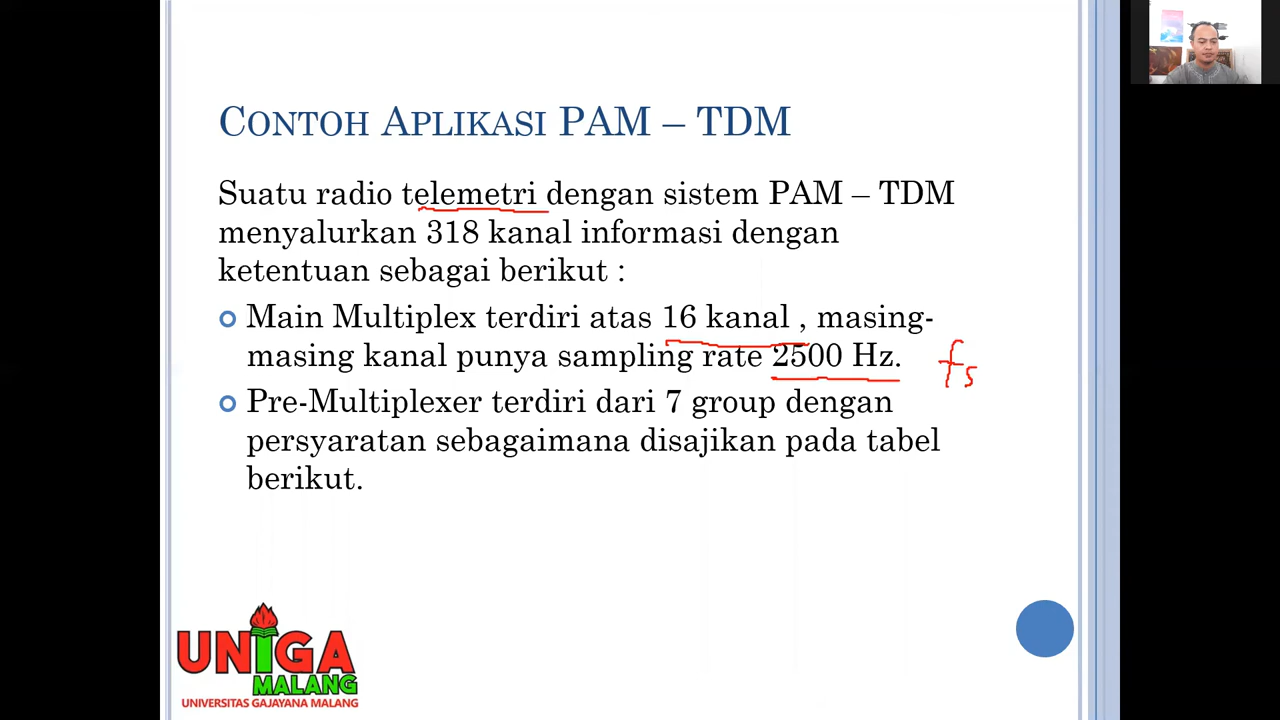 CONTOH APLIKASI PAM – TDM
Suatu radio telemetri dengan sistem PAM – TDM
menyalurkan 318 kanal informasi dengan
ketentuan sebagai berikut :
Main Multiplex terdiri atas 16 kanal , masing-
masing kanal punya sampling rate 2500 Hz.
fs
Pre-Multiplexer terdiri dari 7 group dengan
persyaratan sebagaimana disajikan pada tabel
berikut.
UNIGA
MALANG
UNIVERSITAS GAJAYANA MALANG